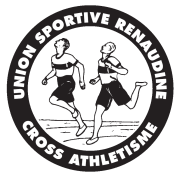 UNION SPORTIVE RENAUDINE
CROSS ATHLETISME